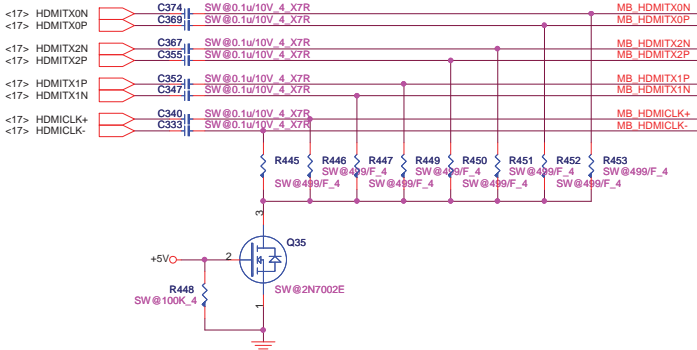 <17> HDMITX0N C374 SW@0.1u/10V_4_X7R MB_HDMITX0N
<17> HDMITX0P C369 SW@0.1u/10V_4_X7R MB_HDMITX0P
<17> HDMITX2N C367 SW@0.1u/10V_4_X7R MB_HDMITX2N
<17> HDMITX2P C355 SW@0.1u/10V_4_X7R MB_HDMITX2P
<17> HDMITX1P C352 SW@0.1u/10V_4_X7R MB_HDMITX1P
<17> HDMITX1N C347 SW@0.1u/10V_4_X7R MB_HDMITX1N
<17> HDMICLK+ C340 SW@0.1u/10V_4_X7R MB_HDMICLK+
<17> HDMICLK- C333 SW@0.1u/10V_4_X7R MB_HDMICLK-
R445 R446 R447 R449 R450 R451 R452 R453
SW@499/F_4 SW@499/F_4 SW@499/F_4 SW@499/F_4
SW@499/F_4 SW@499/F_4 SW@499/F_4 SW@499/F_4
3
Q35
+5V 2
SW@2N7002E
R448
SW@100K_4
1